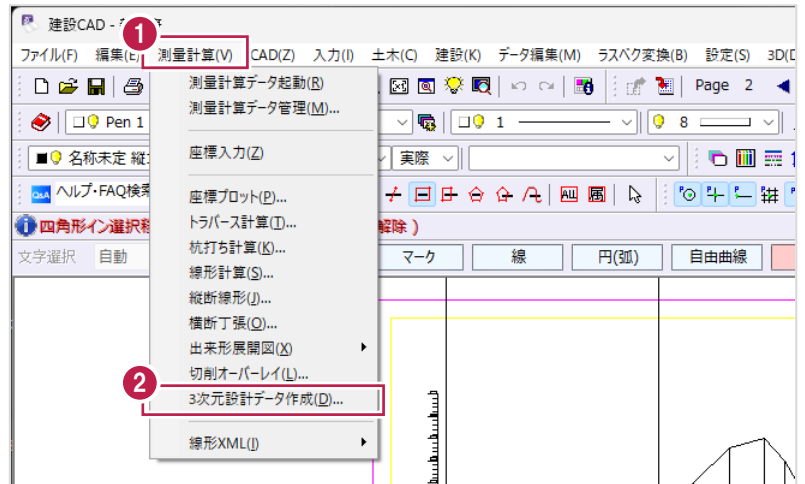 建設CAD -
1
ファイル(F) 編集(E) 測量計算(V) CAD(Z) 入力(I) 土木(C) 建設(K) データ編集(M) ラスベク変換(B) 設定(S)
測量計算データ起動(R)
Page 2
測量計算データ管理(M)...
Pen 1
1
8
座標入力(Z)
名称未定
実際
ヘルプ・FAQ検索
座標プロット(P)...
ALL 属
四角形イン選択
トラバース計算(T)...
解除 )
杭打ち計算(K)...
文字選択 自動
マーク 線 円(弧) 自由曲線
線形計算(S)...
縦断線形(J)...
横断丁張(O)...
出来形展開図(X)
切削オーバーレイ(L)...
2
3次元設計データ作成(D)...
線形XML(J)